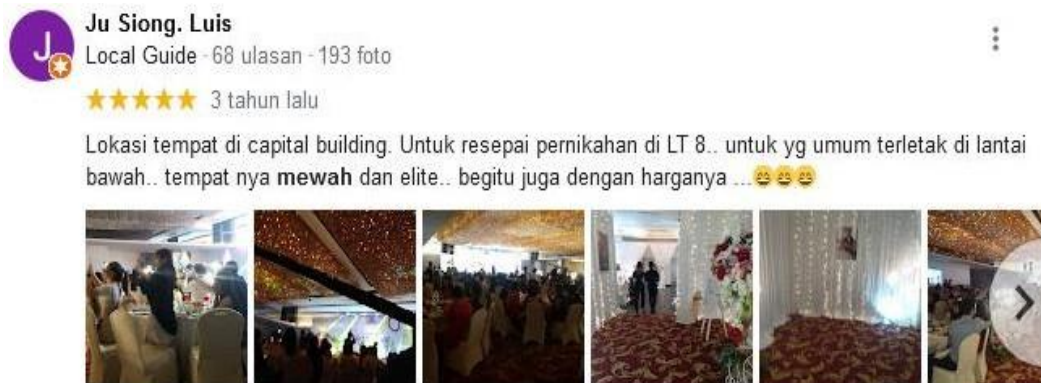 J
Ju Siong. Luis
Local Guide · 68 ulasan · 193 foto
3 tahun lalu
Lokasi tempat di capital building. Untuk resepai pernikahan di LT 8.. untuk yg umum terletak di lantai
bawah.. tempat nya mewah dan elite.. begitu juga dengan harganya ...😄😄😄